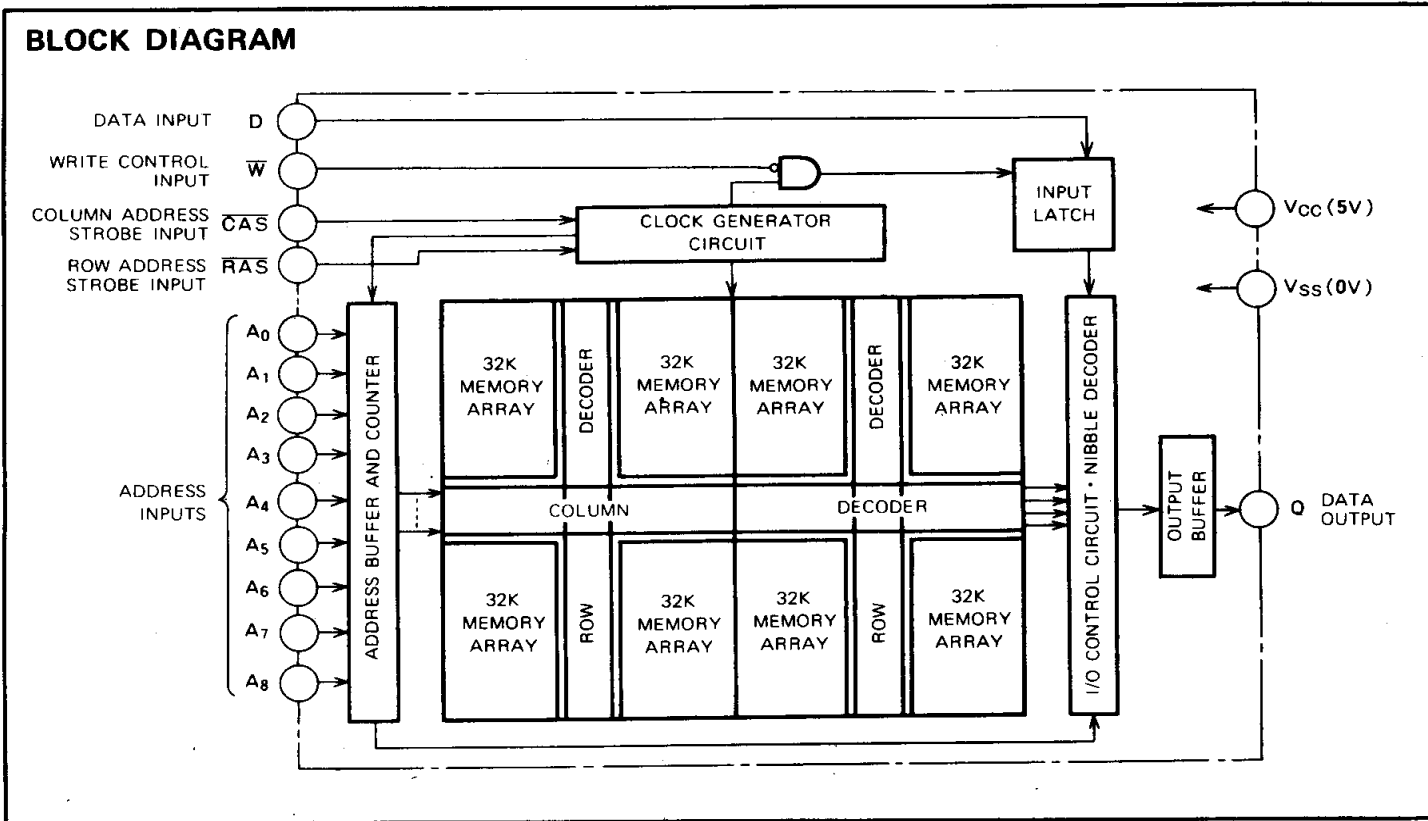 BLOCK DIAGRAM
DATA INPUT D
WRITE CONTROL
INPUT
W̅
COLUMN ADDRESS
STROBE INPUT
C̅A̅S̅
ROW ADDRESS
STROBE INPUT
R̅A̅S̅
ADDRESS
INPUTS
A₀
A₁
A₂
A₃
A₄
A₅
A₆
A₇
A₈
ADDRESS BUFFER AND COUNTER
CLOCK GENERATOR
CIRCUIT
INPUT
LATCH
32K
MEMORY
ARRAY
DECODER
32K
MEMORY
ARRAY
32K
MEMORY
ARRAY
DECODER
32K
MEMORY
ARRAY
COLUMN DECODER
32K
MEMORY
ARRAY
ROW
32K
MEMORY
ARRAY
32K
MEMORY
ARRAY
ROW
32K
MEMORY
ARRAY
I/O CONTROL CIRCUIT・NIBBLE DECODER
OUTPUT
BUFFER
VCC (5V)
VSS (0V)
Q DATA
OUTPUT